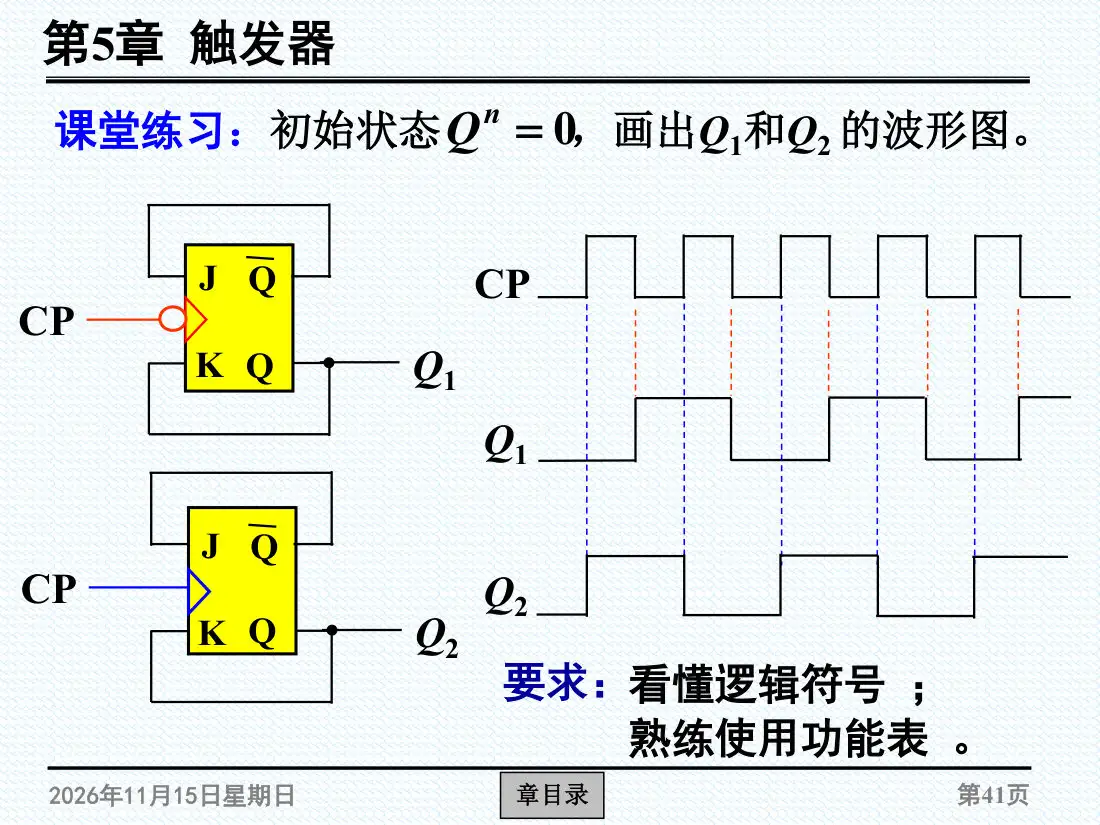 第5章 触发器
课堂练习：初始状态Qⁿ = 0，画出Q₁和Q₂的波形图。
J Q̅
CP
K Q
Q₁
J Q̅
CP
K Q
Q₂
CP
Q₁
Q₂
要求：看懂逻辑符号 ；
熟练使用功能表 。
2026年11月15日星期日
章目录
第41页